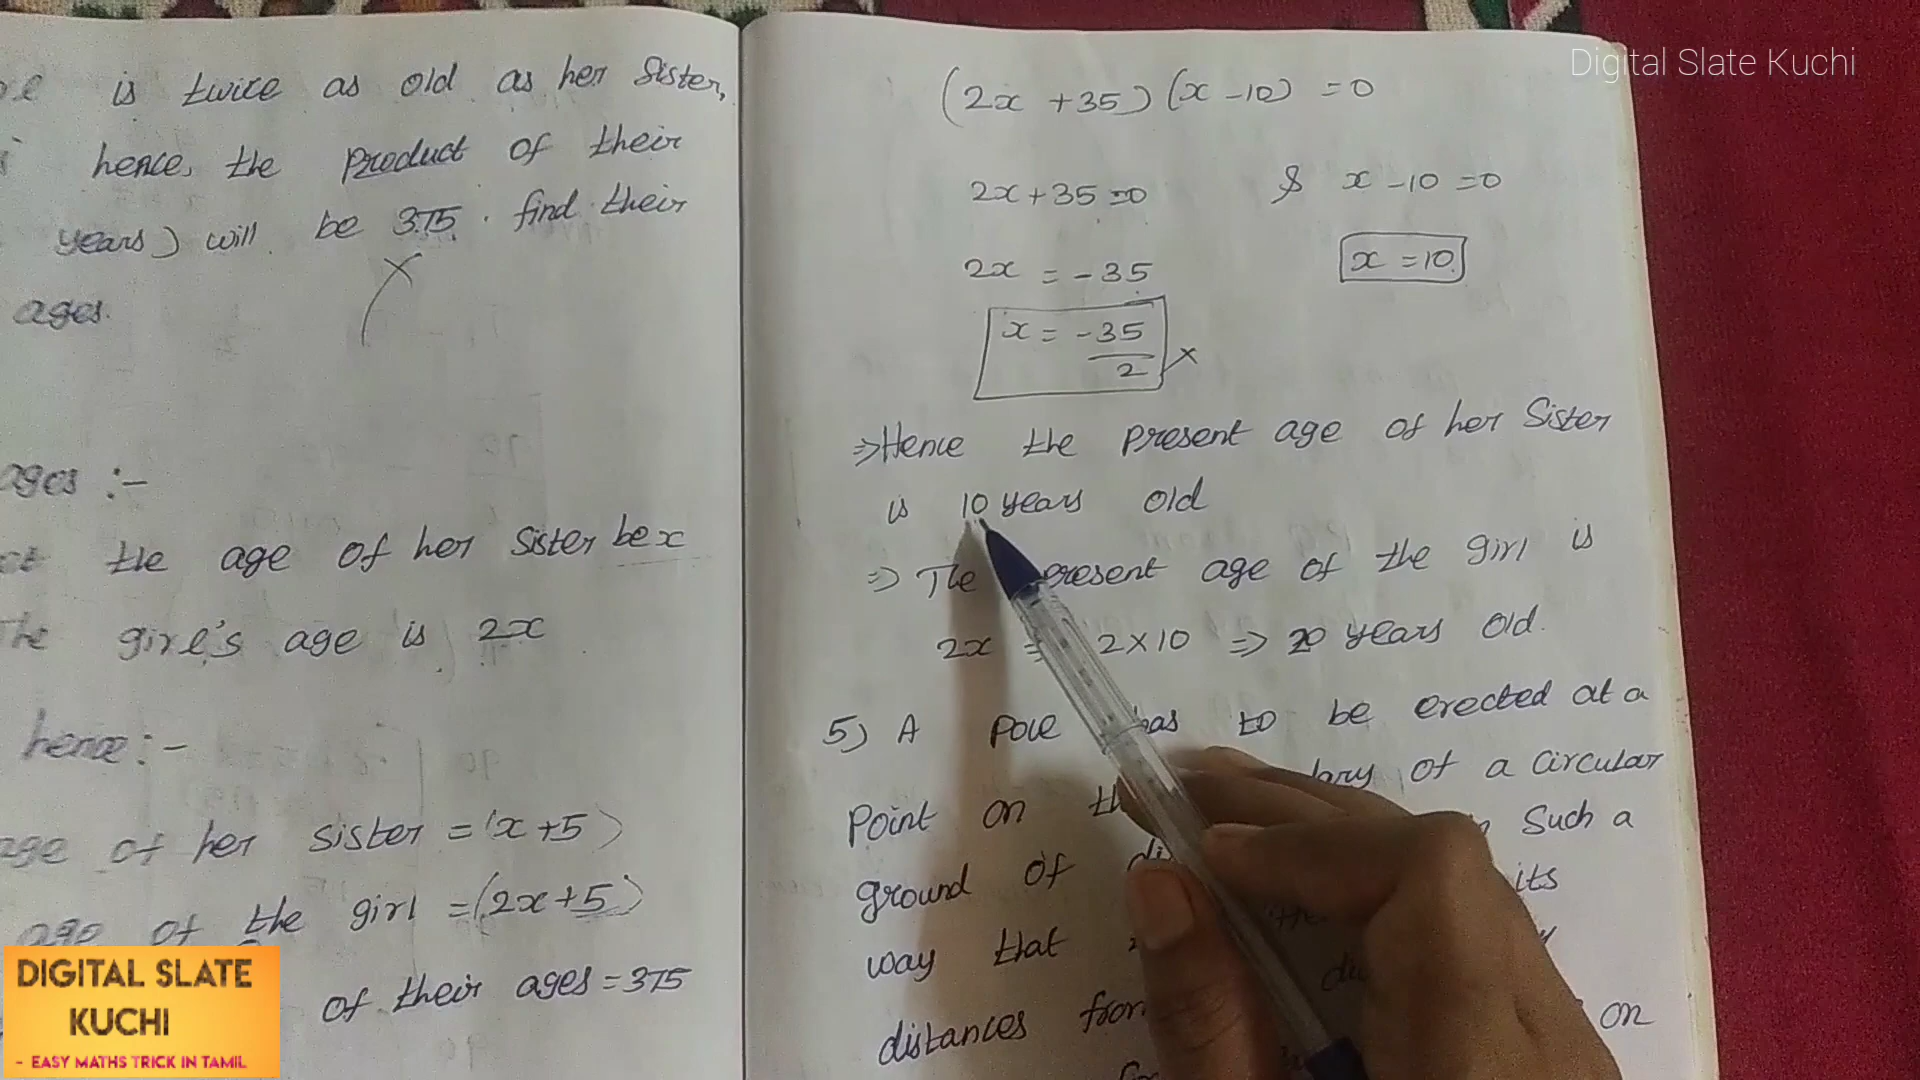 is twice as old as her Sister,
hence, the product of their
years) will be 375. find their
ages.
ages :-
the age of her Sister be x
The girl's age is 2x
hence :-
age of her sister = (x+5)
age of the girl = (2x+5)
of their ages = 375
(2x +35) (x -10) =0
2x+35=0 & x -10 =0
2x = -35
x =10
x = -35
2 x
⇒Hence the present age of her Sister
is 10 years old
⇒ The present age of the girl is
2x ⇒ 2×10 ⇒ 20 years old.
5) A Pole has to be erected at a
Point on of a circular
ground of Such a
way that its
distances on
Digital Slate Kuchi
DIGITAL SLATE
KUCHI
- EASY MATHS TRICK IN TAMIL